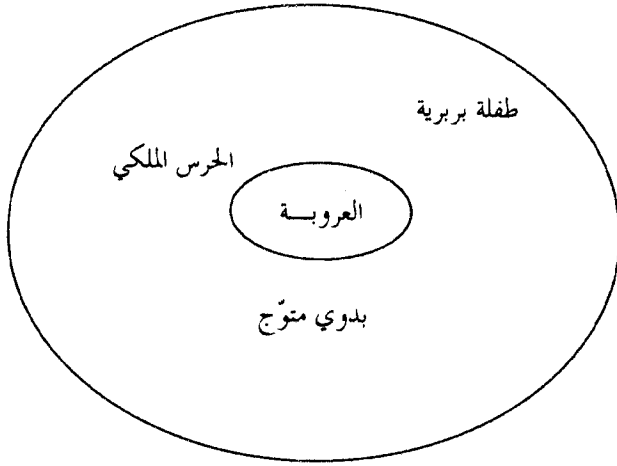 طفلة بربرية
الحرس الملكي
العروبـــة
بدوي متوّج